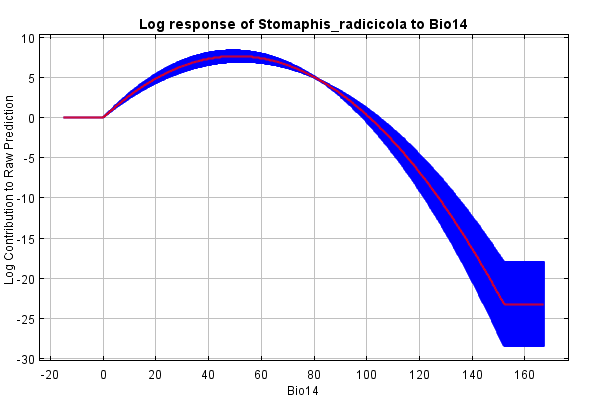 Log response of Stomaphis_radicicola to Bio14
Log Contribution to Raw Prediction
10
5
0
-5
-10
-15
-20
-25
-30
-20 0 20 40 60 80 100 120 140 160
Bio14